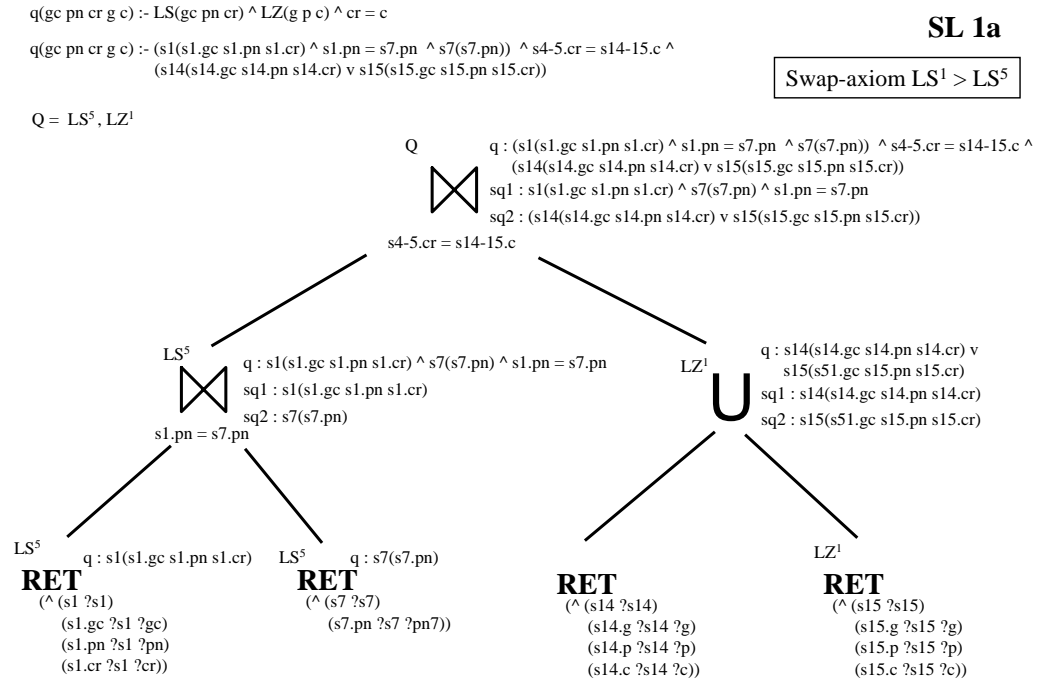 q(gc pn cr g c) :- LS(gc pn cr) ^ LZ(g p c) ^ cr = c
SL 1a
q(gc pn cr g c) :- (s1(s1.gc s1.pn s1.cr) ^ s1.pn = s7.pn ^ s7(s7.pn)) ^ s4-5.cr = s14-15.c ^
(s14(s14.gc s14.pn s14.cr) v s15(s15.gc s15.pn s15.cr))
Swap-axiom LS¹ > LS⁵
Q = LS⁵, LZ¹
Q
q : (s1(s1.gc s1.pn s1.cr) ^ s1.pn = s7.pn ^ s7(s7.pn)) ^ s4-5.cr = s14-15.c ^
(s14(s14.gc s14.pn s14.cr) v s15(s15.gc s15.pn s15.cr))
sq1 : s1(s1.gc s1.pn s1.cr) ^ s7(s7.pn) ^ s1.pn = s7.pn
sq2 : (s14(s14.gc s14.pn s14.cr) v s15(s15.gc s15.pn s15.cr))
s4-5.cr = s14-15.c
LS⁵
q : s1(s1.gc s1.pn s1.cr) ^ s7(s7.pn) ^ s1.pn = s7.pn
sq1 : s1(s1.gc s1.pn s1.cr)
sq2 : s7(s7.pn)
s1.pn = s7.pn
LZ¹
q : s14(s14.gc s14.pn s14.cr) v
s15(s51.gc s15.pn s15.cr)
sq1 : s14(s14.gc s14.pn s14.cr)
sq2 : s15(s51.gc s15.pn s15.cr)
LS⁵
q : s1(s1.gc s1.pn s1.cr)
RET
(^ (s1 ?s1)
(s1.gc ?s1 ?gc)
(s1.pn ?s1 ?pn)
(s1.cr ?s1 ?cr))
LS⁵
q : s7(s7.pn)
RET
(^ (s7 ?s7)
(s7.pn ?s7 ?pn7))
RET
(^ (s14 ?s14)
(s14.g ?s14 ?g)
(s14.p ?s14 ?p)
(s14.c ?s14 ?c))
LZ¹
RET
(^ (s15 ?s15)
(s15.g ?s15 ?g)
(s15.p ?s15 ?p)
(s15.c ?s15 ?c))